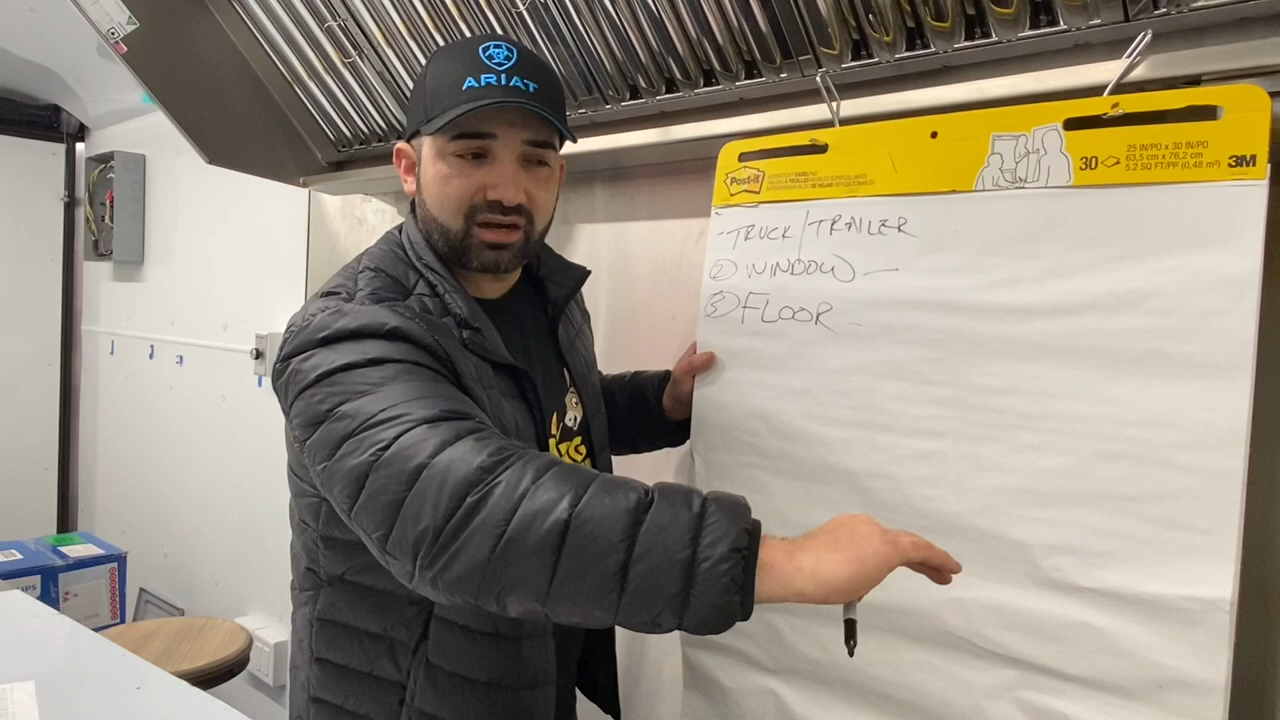 ARIAT
Post-it
30
25 IN/PO x 30 IN/PO
63,5 cm x 76,2 cm
5.2 SQ FT/PI² (0,48 m²)
3M
- TRUCK/TRAILER
② WINDOW —
③ FLOOR -